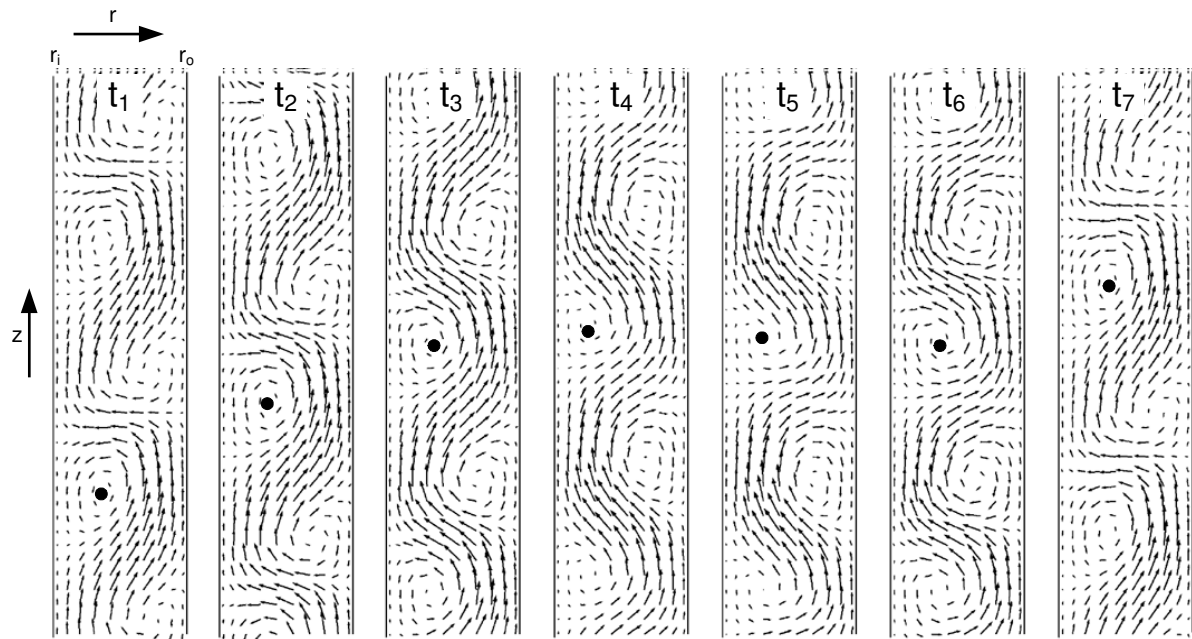 r
rᵢ rₒ
t₁ t₂ t₃ t₄ t₅ t₆ t₇
z